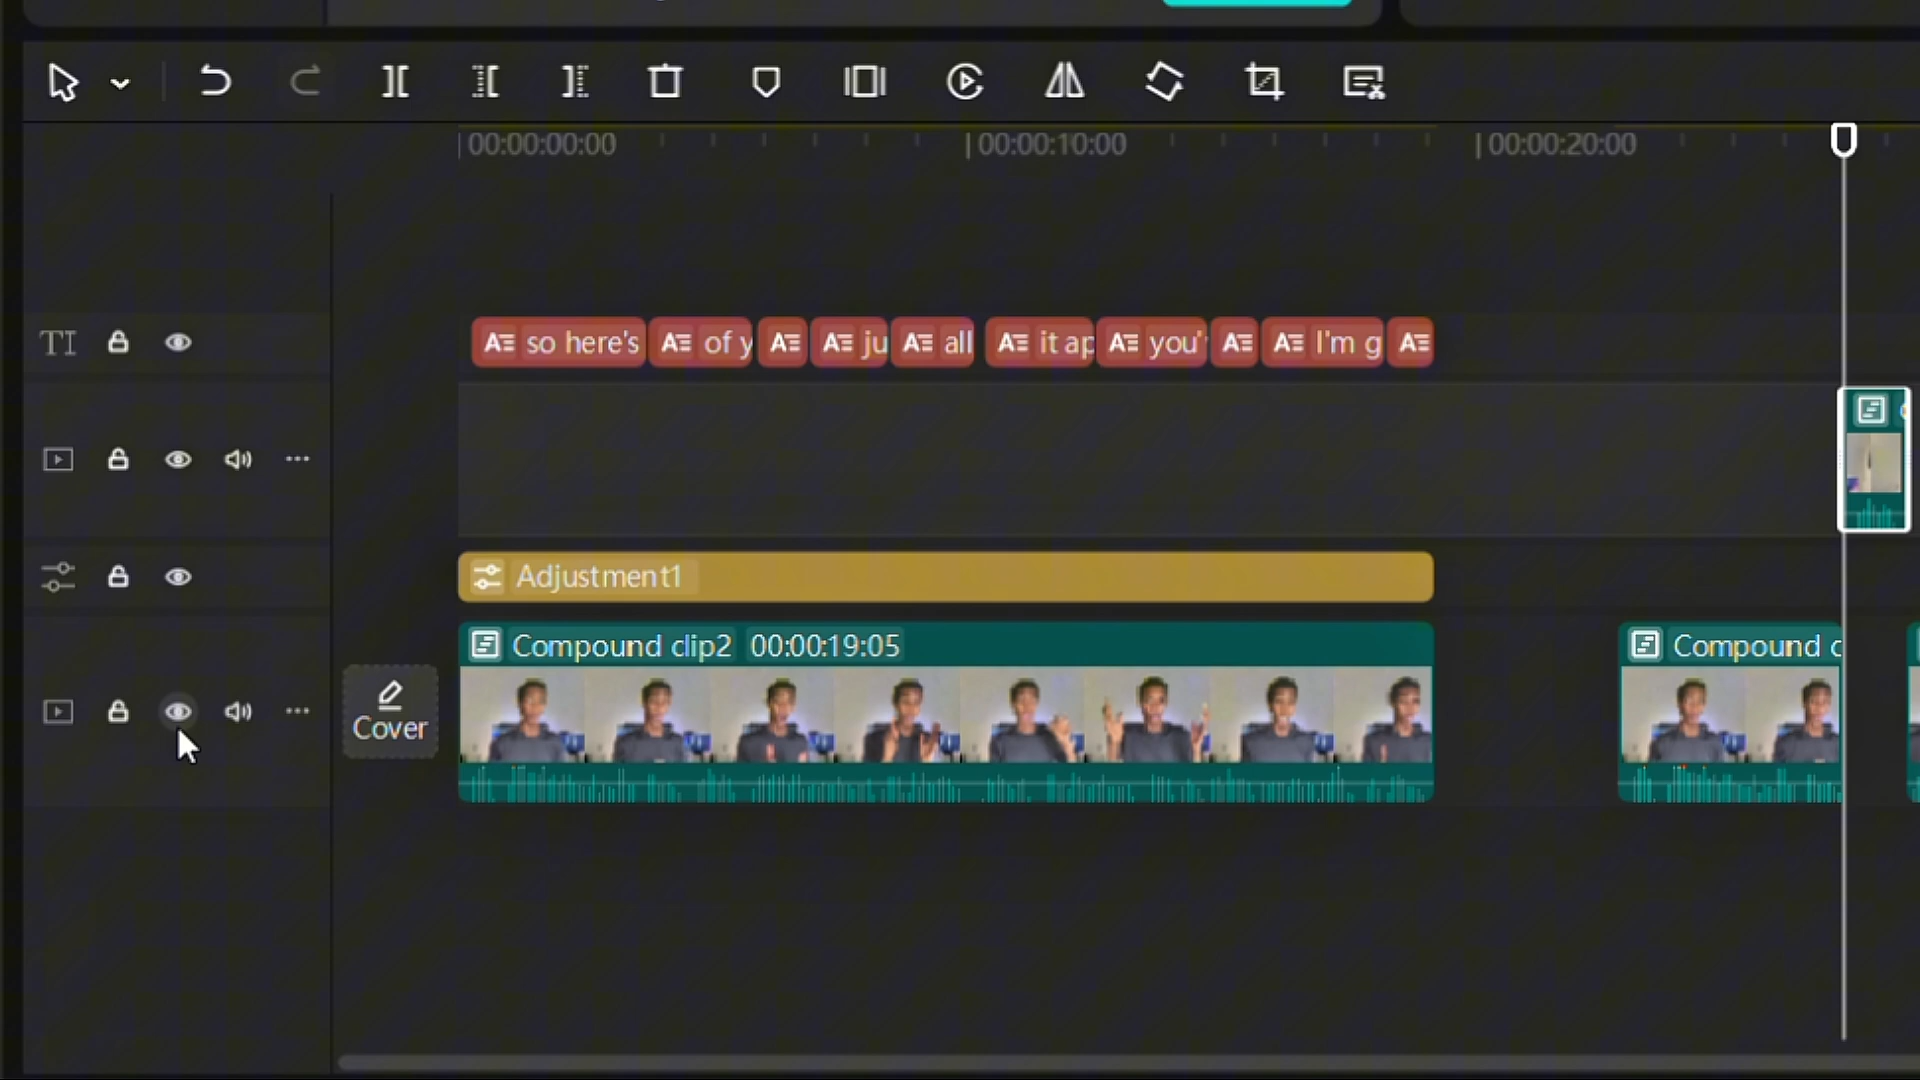 00:00:00:00 00:00:10:00 00:00:20:00
TI so here's of y ju all it ap you' I'm g
Adjustment1
Compound clip2 00:00:19:05 Compound c
Cover